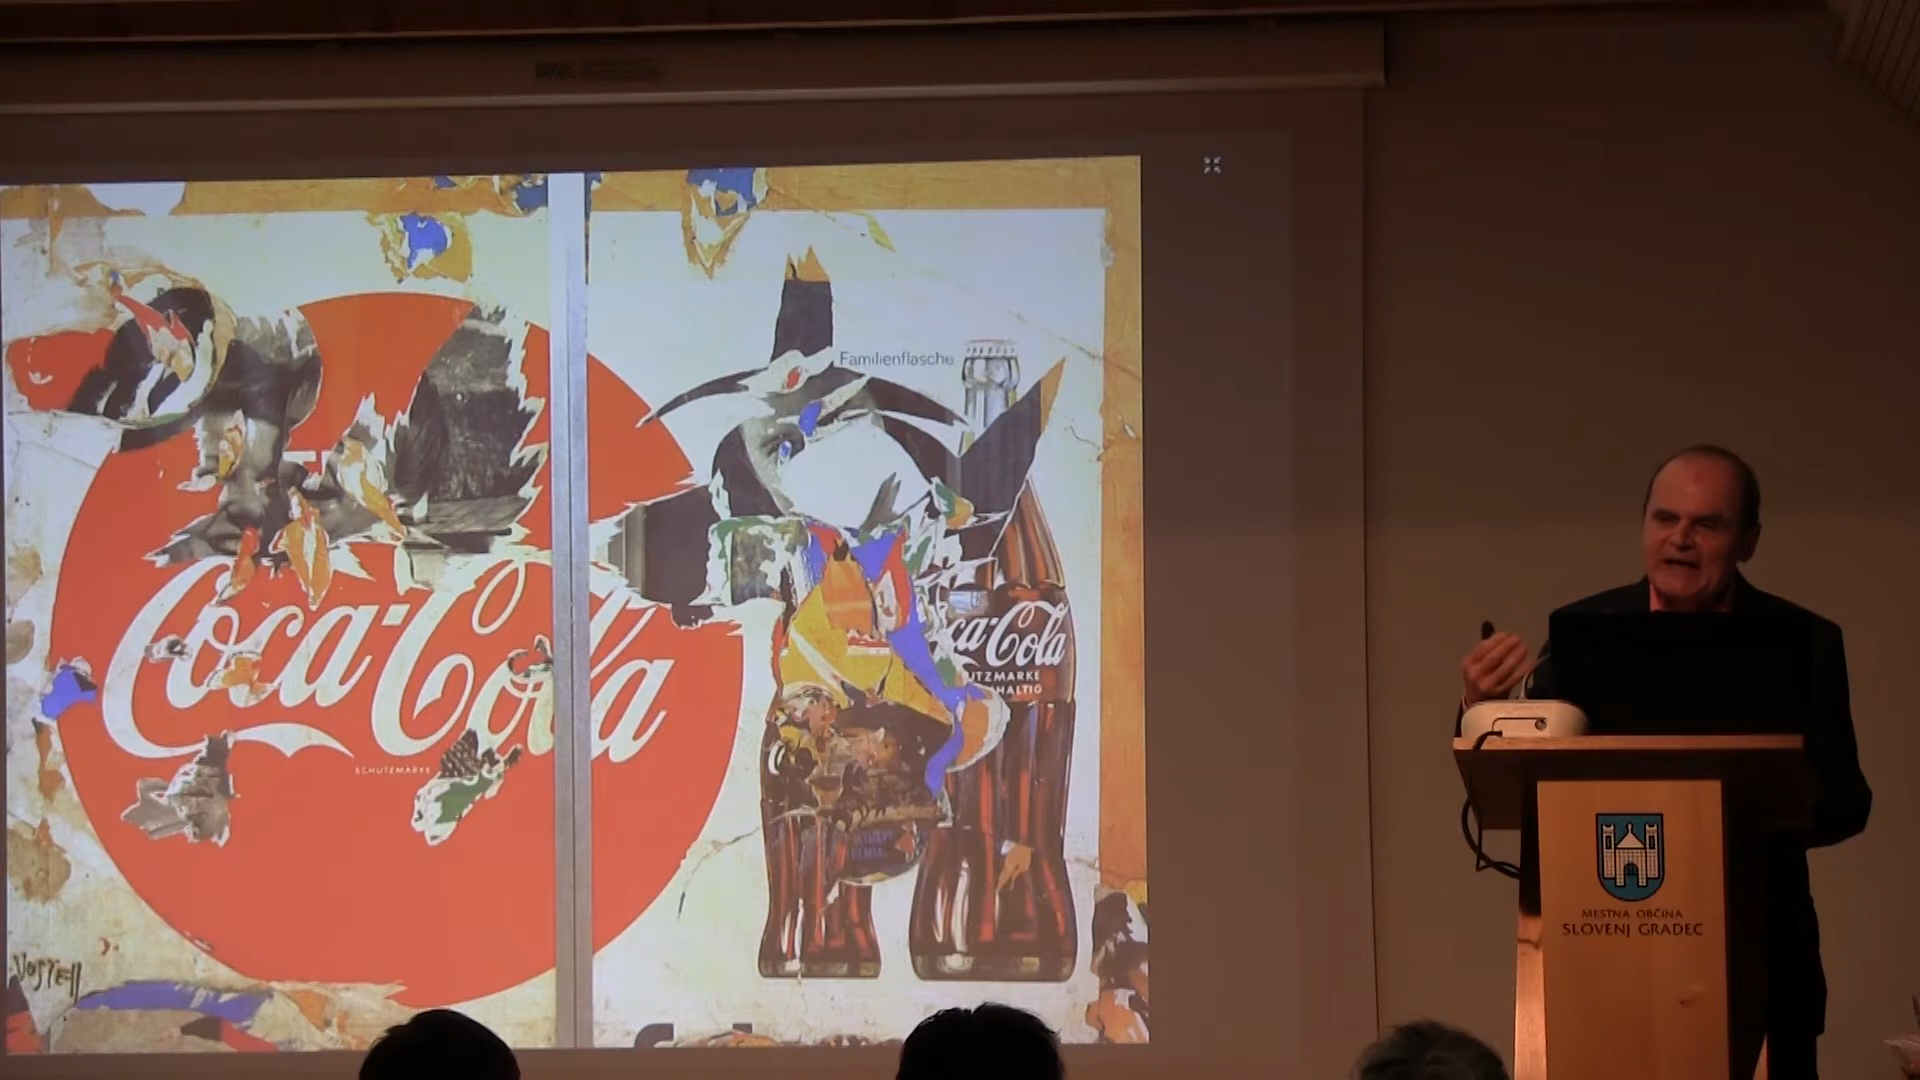 Familienflasche
Coca-Cola
SCHUTZMARKE
ca-Cola
UTZMARKE
HALTIG
Vostell
MESTNA OBČINA
SLOVENJ GRADEC